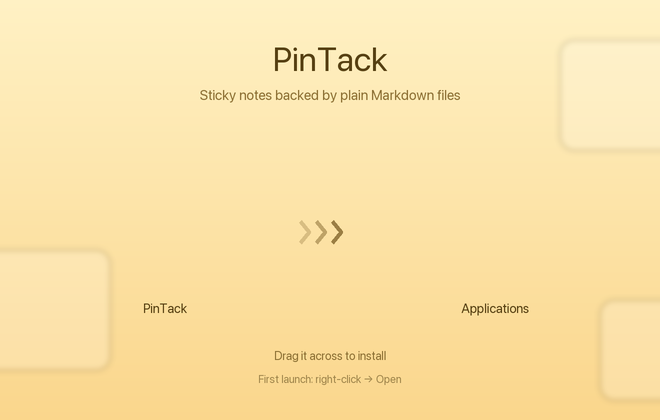 PinTack
Sticky notes backed by plain Markdown files
PinTack
Applications
Drag it across to install
First launch: right-click → Open